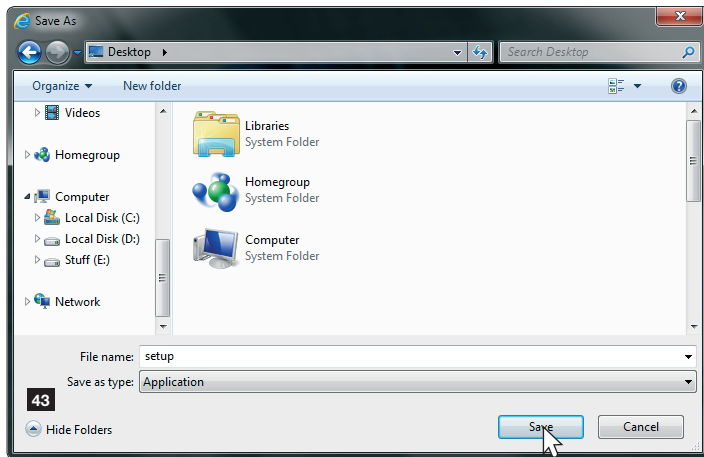 Save As
Desktop
Search Desktop
Organize
New folder
Videos
Homegroup
Computer
Local Disk (C:)
Local Disk (D:)
Stuff (E:)
Network
Libraries
System Folder
Homegroup
System Folder
Computer
System Folder
File name: setup
Save as type: Application
43
Hide Folders
Save
Cancel